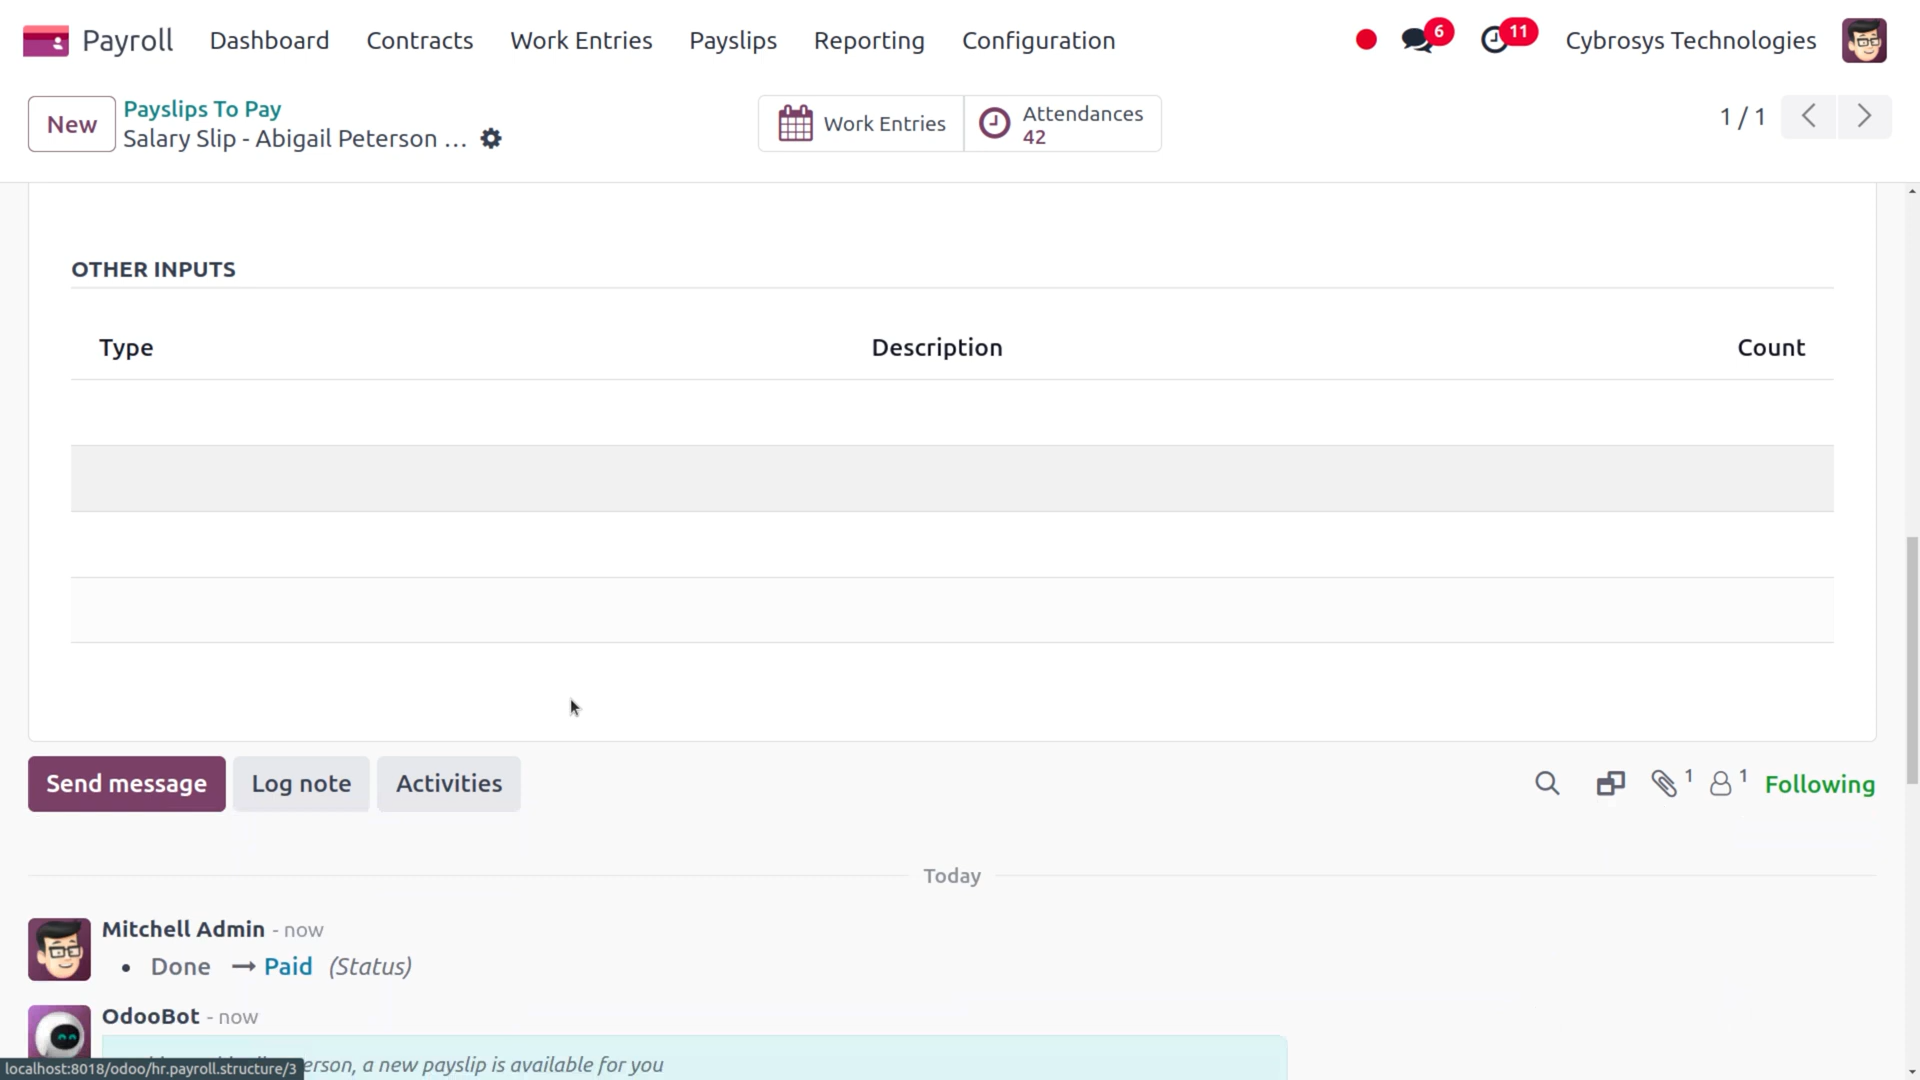 Payroll Dashboard Contracts Work Entries Payslips Reporting Configuration 6 11 Cybrosys Technologies
New Payslips To Pay Work Entries Attendances 42 1 / 1
Salary Slip - Abigail Peterson ...
OTHER INPUTS
Type Description Count
Send message Log note Activities 1 1 Following
Today
Mitchell Admin - now
• Done → Paid (Status)
OdooBot - now
erson, a new payslip is available for you
localhost:8018/odoo/hr.payroll.structure/3